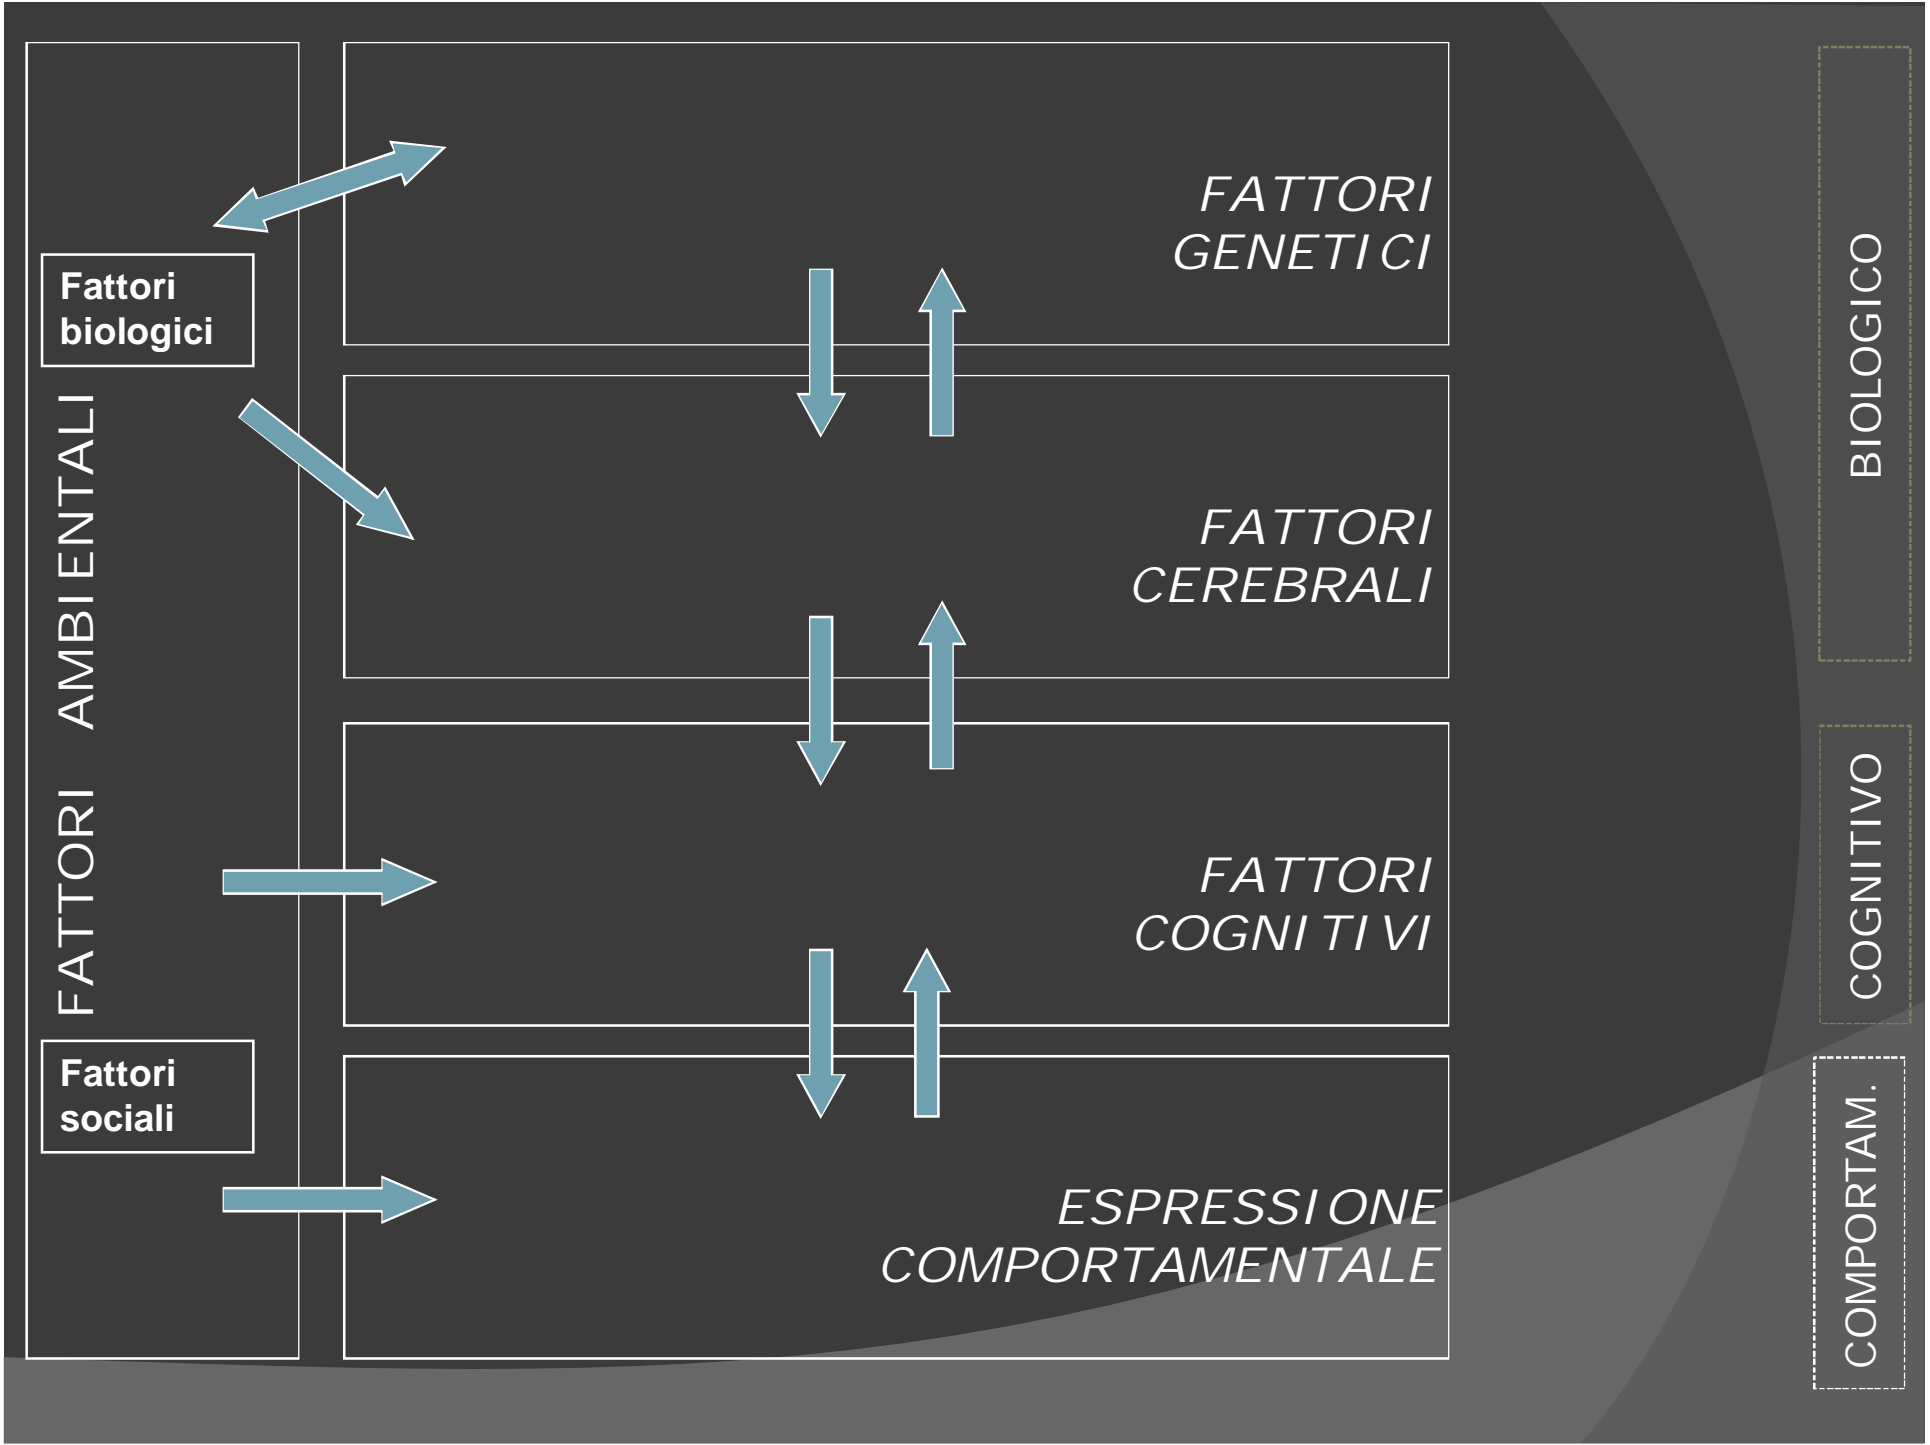 FATTORI AMBIENTALI
Fattori
biologici
Fattori
sociali
FATTORI
GENETICI
FATTORI
CEREBRALI
FATTORI
COGNITIVI
ESPRESSIONE
COMPORTAMENTALE
BIOLOGICO
COGNITIVO
COMPORTAM.